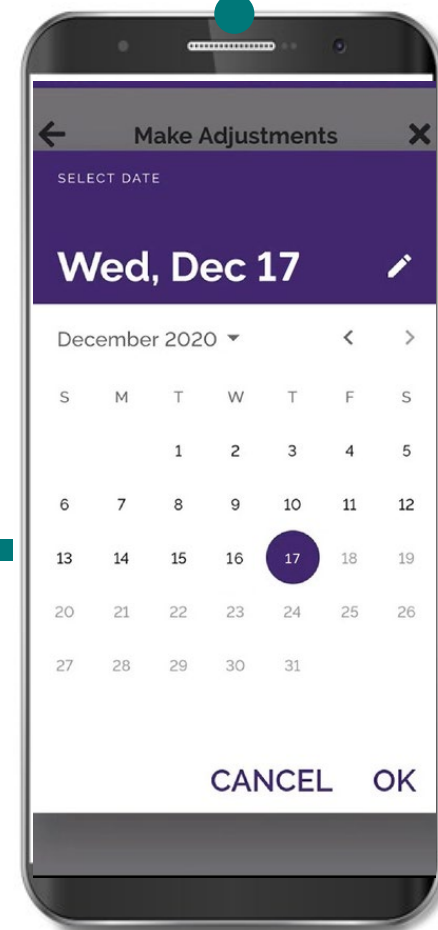 Make Adjustments
SELECT DATE
Wed, Dec 17
December 2020
S M T W T F S
1 2 3 4 5
6 7 8 9 10 11 12
13 14 15 16 17 18 19
20 21 22 23 24 25 26
27 28 29 30 31
CANCEL OK